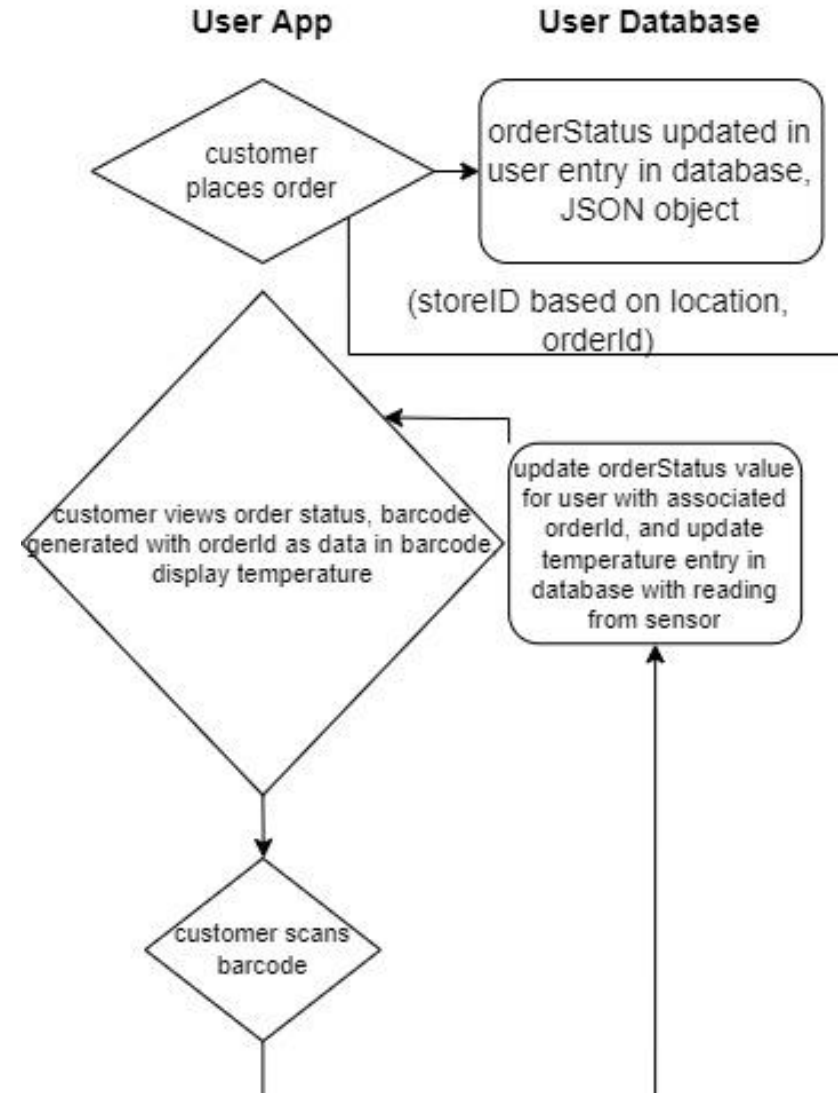 User App
User Database
customer
places order
orderStatus updated in
user entry in database,
JSON object
(storeID based on location,
orderId)
customer views order status, barcode
generated with orderId as data in barcode
display temperature
update orderStatus value
for user with associated
orderId, and update
temperature entry in
database with reading
from sensor
customer scans
barcode